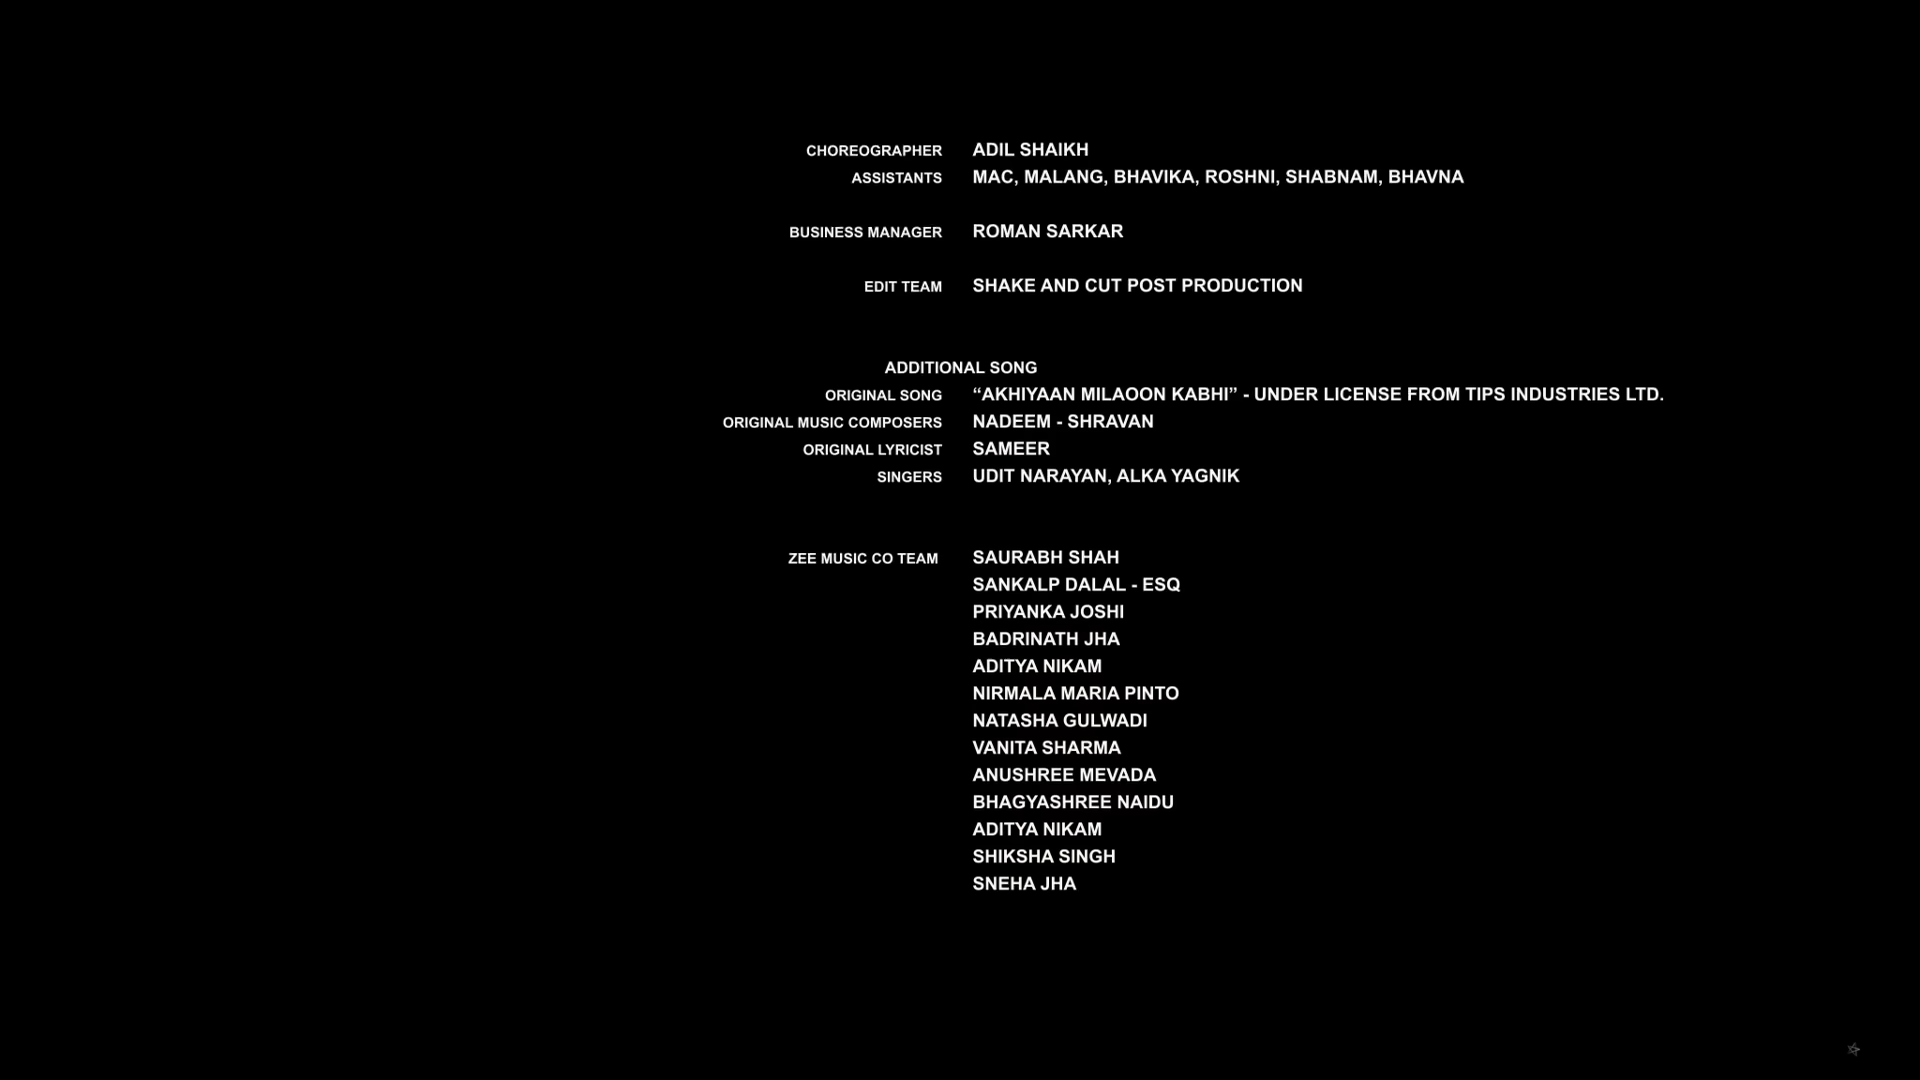 CHOREOGRAPHER ADIL SHAIKH
ASSISTANTS MAC, MALANG, BHAVIKA, ROSHNI, SHABNAM, BHAVNA
BUSINESS MANAGER ROMAN SARKAR
EDIT TEAM SHAKE AND CUT POST PRODUCTION
ADDITIONAL SONG
ORIGINAL SONG “AKHIYAAN MILAOON KABHI” - UNDER LICENSE FROM TIPS INDUSTRIES LTD.
ORIGINAL MUSIC COMPOSERS NADEEM - SHRAVAN
ORIGINAL LYRICIST SAMEER
SINGERS UDIT NARAYAN, ALKA YAGNIK
ZEE MUSIC CO TEAM SAURABH SHAH
SANKALP DALAL - ESQ
PRIYANKA JOSHI
BADRINATH JHA
ADITYA NIKAM
NIRMALA MARIA PINTO
NATASHA GULWADI
VANITA SHARMA
ANUSHREE MEVADA
BHAGYASHREE NAIDU
ADITYA NIKAM
SHIKSHA SINGH
SNEHA JHA